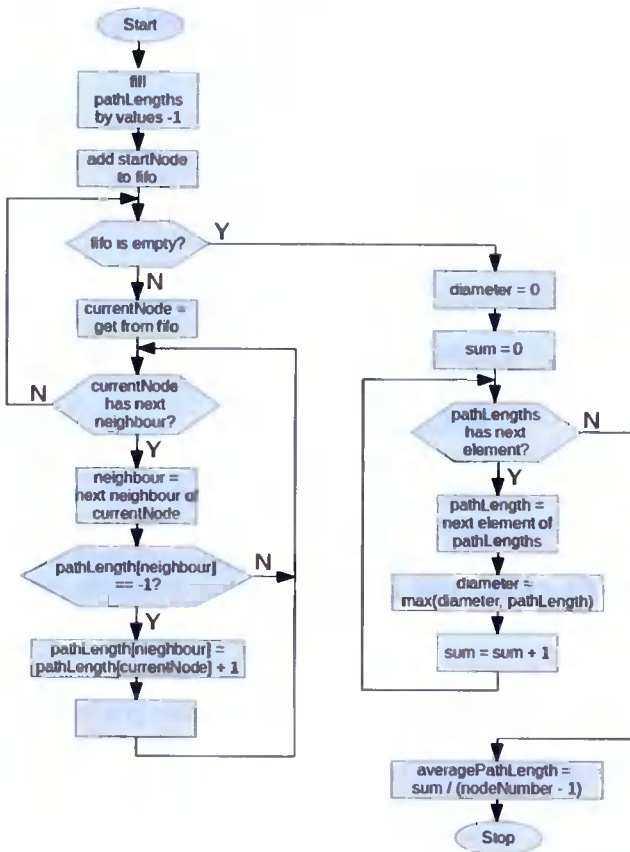 Start
fill
pathLengths
by values -1
add startNode
to fifo
fifo is empty?
Y
N
currentNode =
get from fifo
currentNode
has next
neighbour?
N
Y
neighbour =
next neighbour of
currentNode
pathLength[neighbour]
== -1?
N
Y
pathLength[nieghbour] =
pathLength[currentNode] + 1
diameter = 0
sum = 0
pathLengths
has next
element?
N
Y
pathLength =
next element of
pathLengths
diameter =
max(diameter, pathLength)
sum = sum + 1
averagePathLength =
sum / (nodeNumber - 1)
Stop